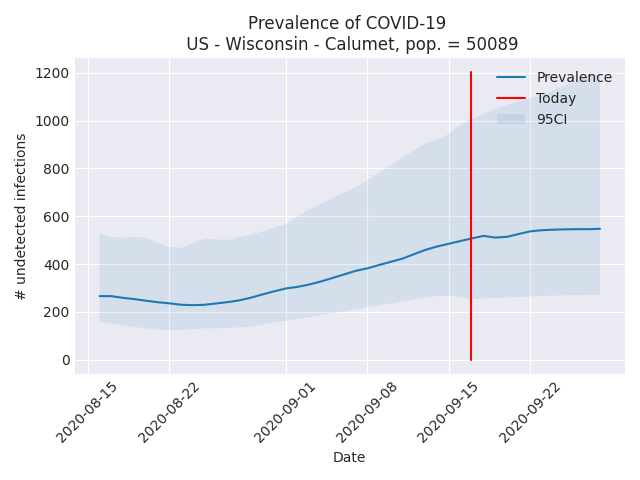 Prevalence of COVID-19
US - Wisconsin - Calumet, pop. = 50089
1200
1000
800
600
400
200
0
# undetected infections
Prevalence
Today
95CI
2020-08-15
2020-08-22
2020-09-01
2020-09-08
2020-09-15
2020-09-22
Date